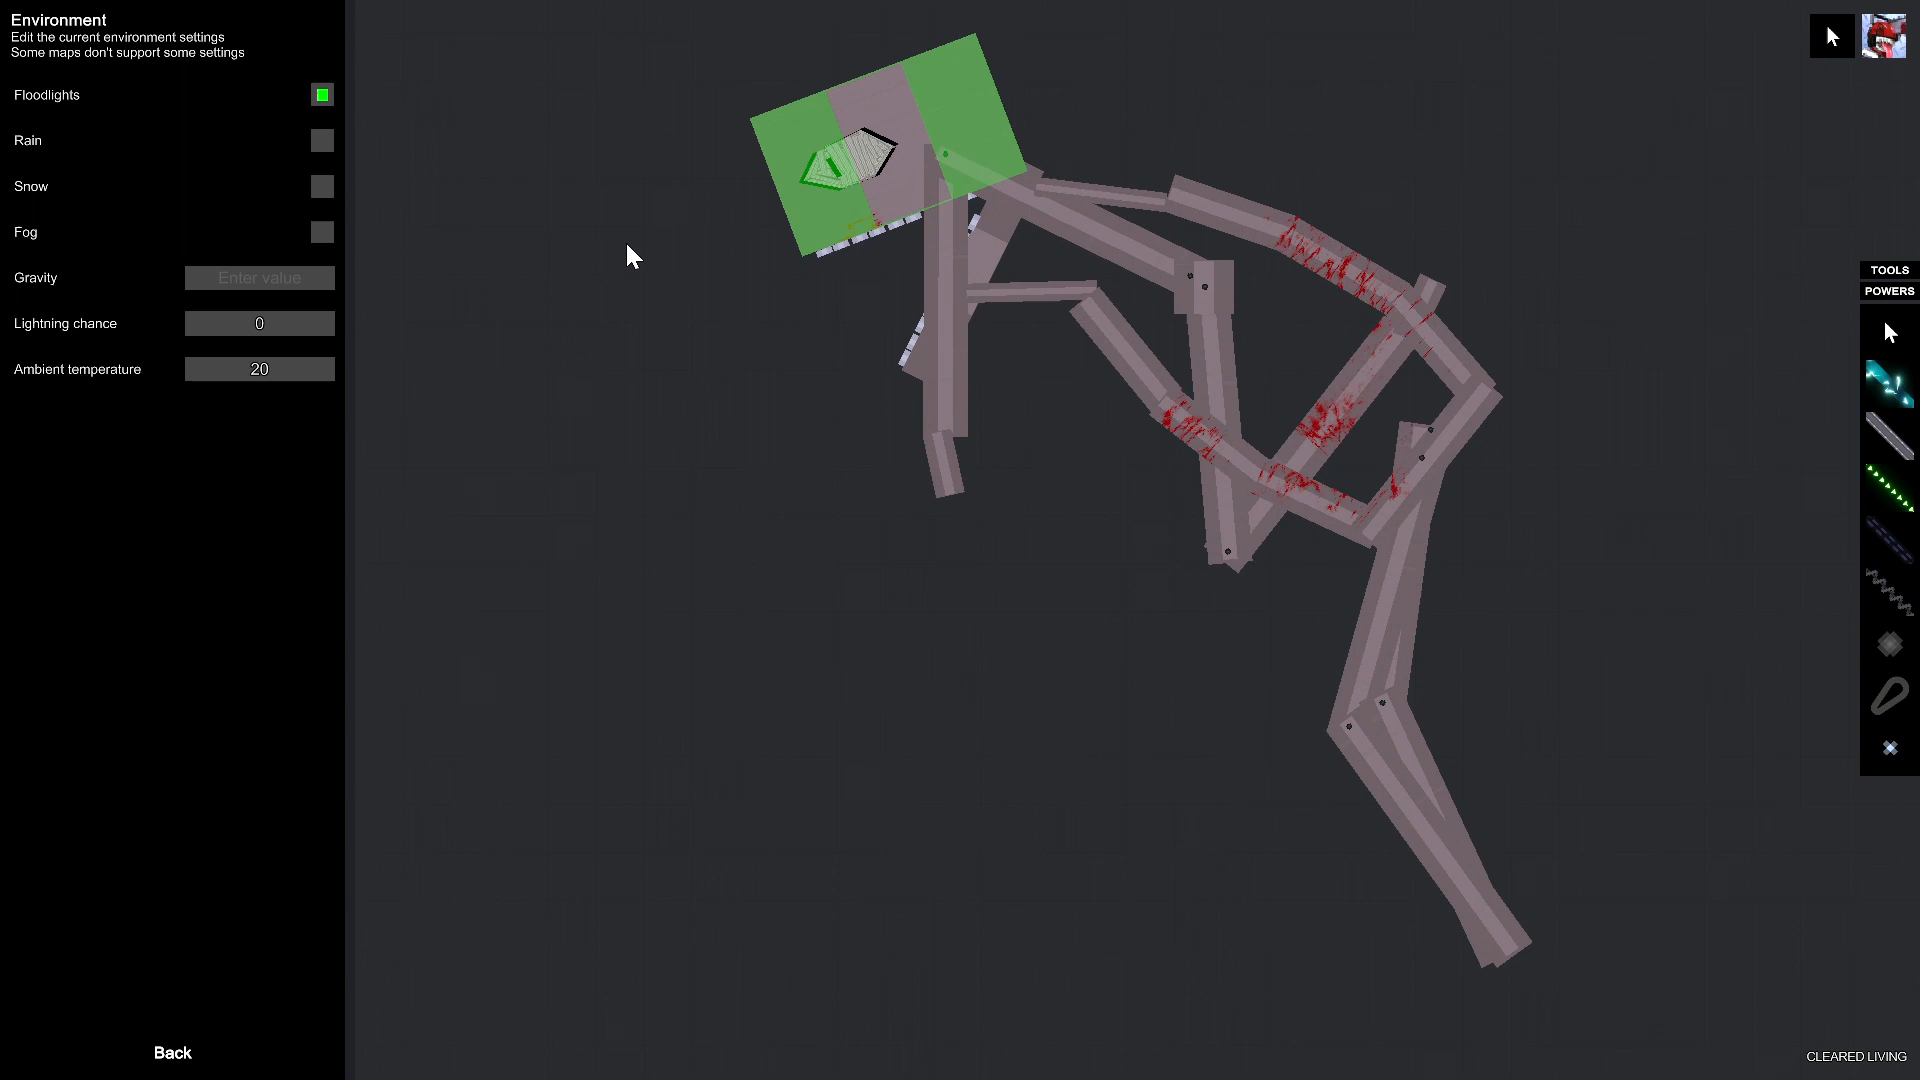 Environment
Edit the current environment settings
Some maps don't support some settings
Floodlights
Rain
Snow
Fog
Gravity
Enter value
Lightning chance
0
Ambient temperature
20
Back
TOOLS
POWERS
CLEARED LIVING